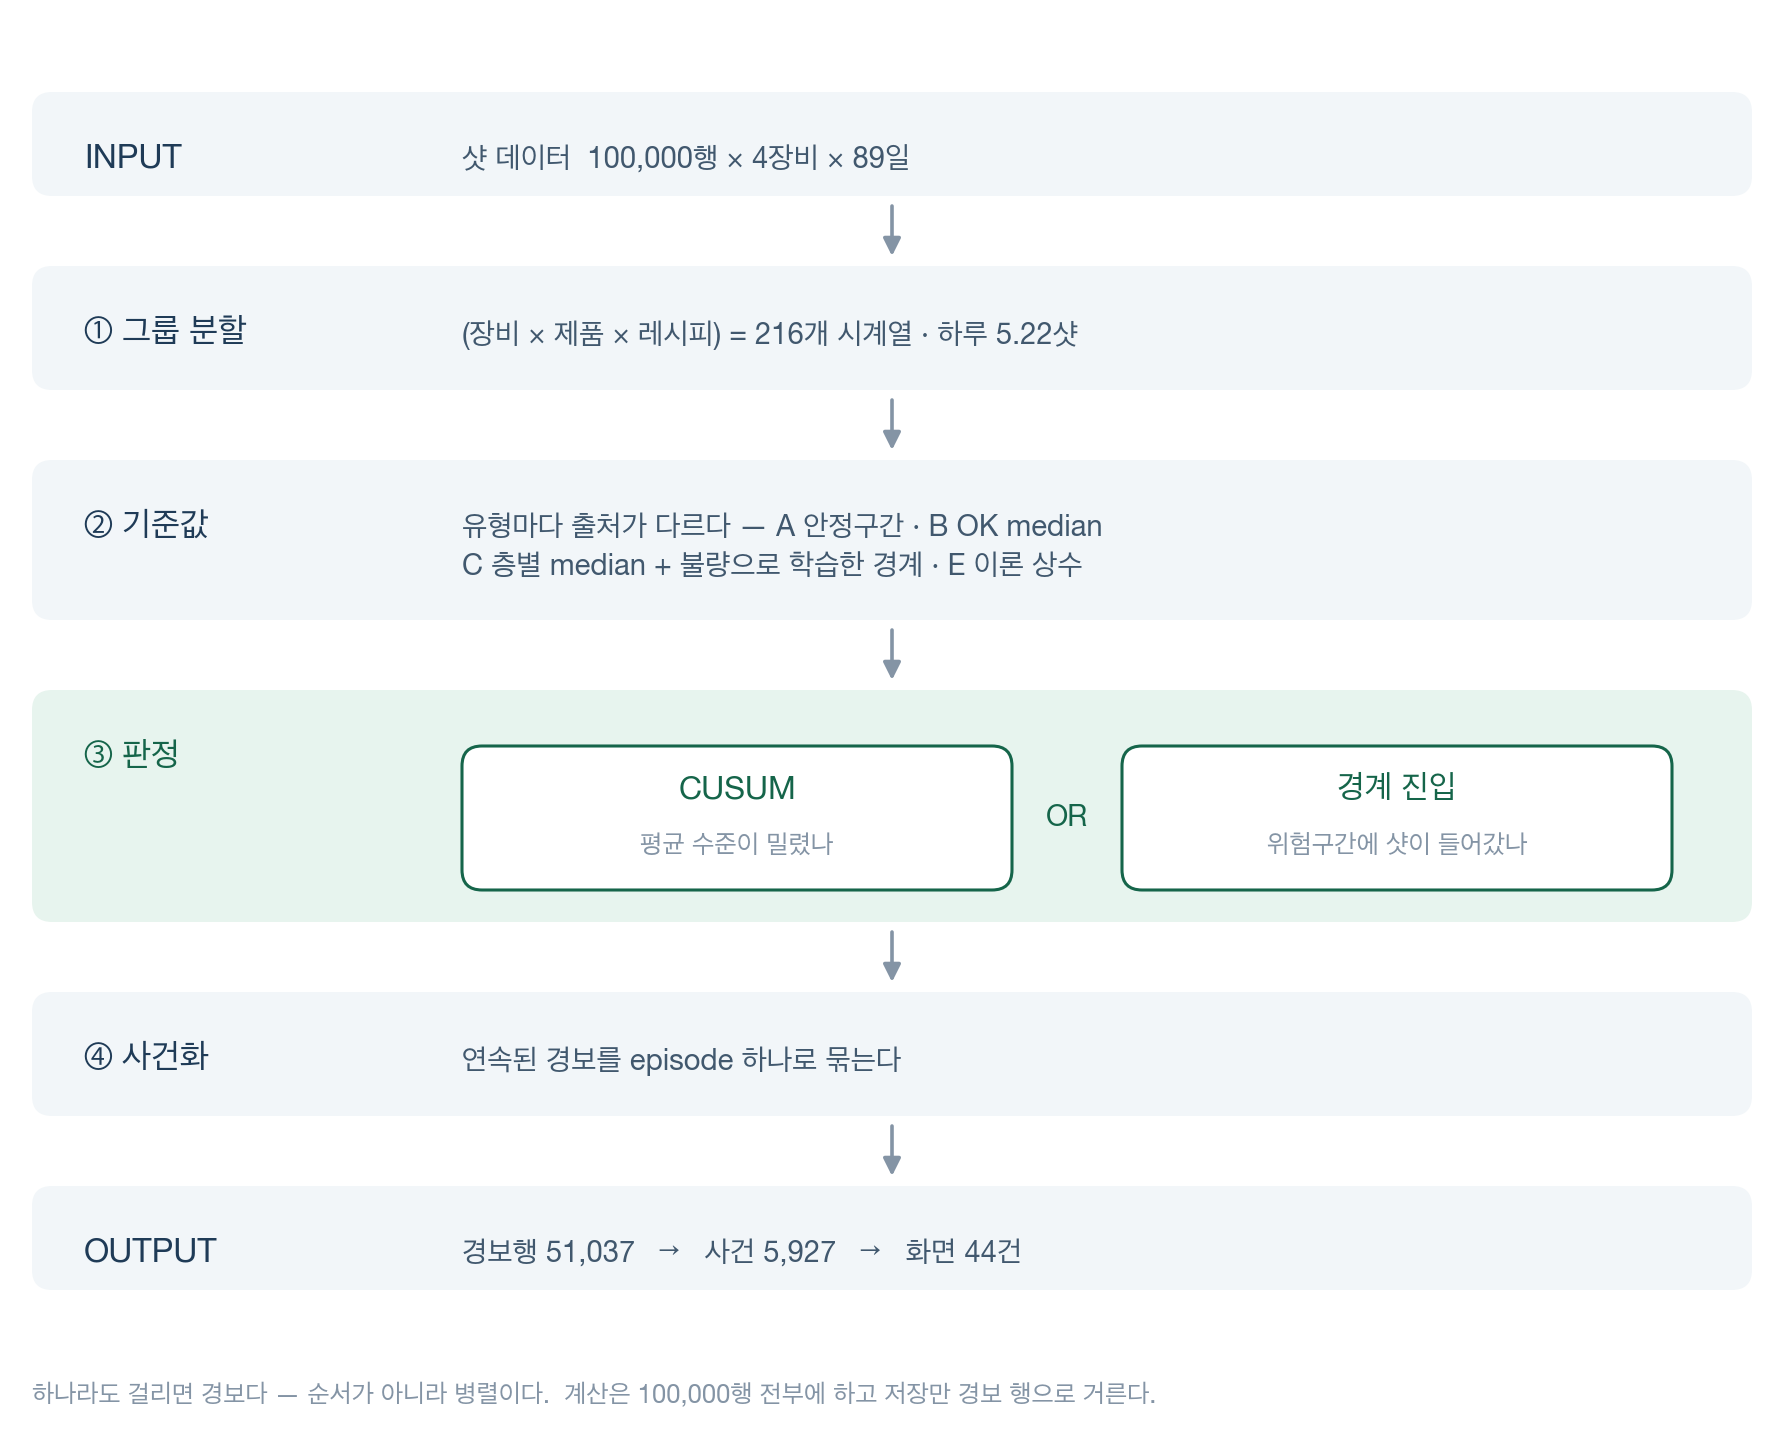 INPUT
샷 데이터 100,000행 × 4장비 × 89일
① 그룹 분할
(장비 × 제품 × 레시피) = 216개 시계열 · 하루 5.22샷
② 기준값
유형마다 출처가 다르다 — A 안정구간 · B OK median
C 층별 median + 불량으로 학습한 경계 · E 이론 상수
③ 판정
CUSUM
평균 수준이 밀렸나
OR
경계 진입
위험구간에 샷이 들어갔나
④ 사건화
연속된 경보를 episode 하나로 묶는다
OUTPUT
경보행 51,037 → 사건 5,927 → 화면 44건
하나라도 걸리면 경보다 — 순서가 아니라 병렬이다. 계산은 100,000행 전부에 하고 저장만 경보 행으로 거른다.